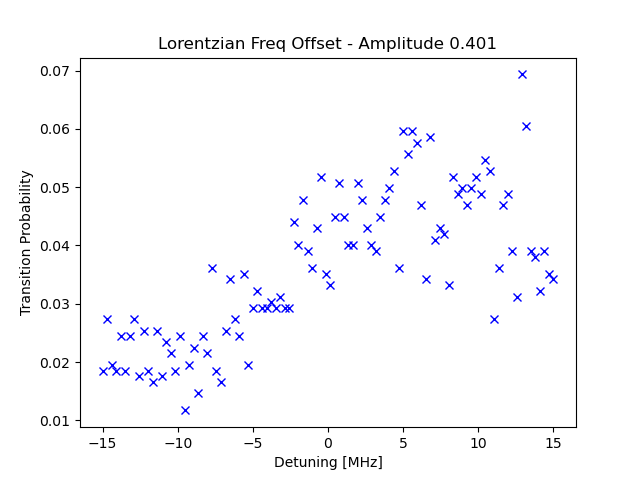 Lorentzian Freq Offset - Amplitude 0.401
Transition Probability
0.07
0.06
0.05
0.04
0.03
0.02
0.01
−15 −10 −5 0 5 10 15
Detuning [MHz]